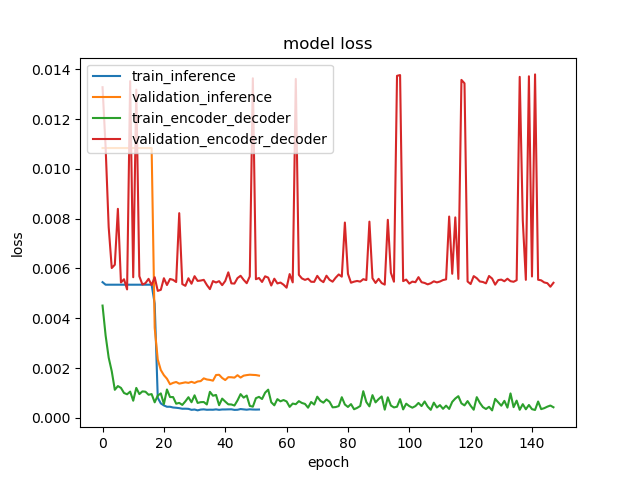 model loss
0.014
0.012
0.010
0.008
0.006
0.004
0.002
0.000
loss
train_inference
validation_inference
train_encoder_decoder
validation_encoder_decoder
0
20
40
60
80
100
120
140
epoch